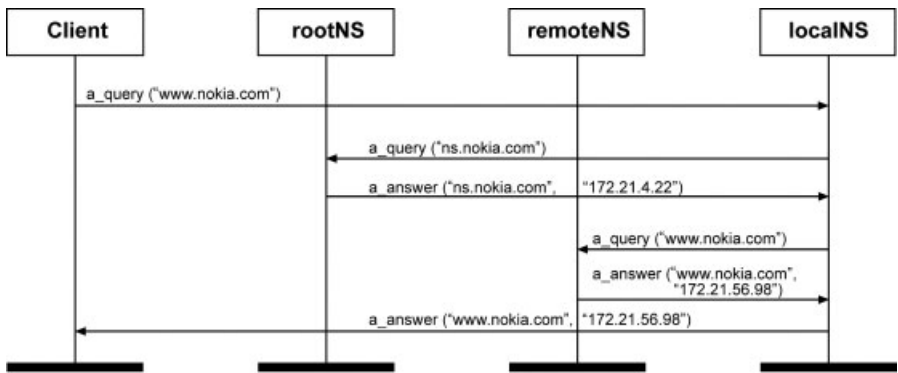 Client
rootNS
remoteNS
localNS
a_query (“www.nokia.com”)
a_query (“ns.nokia.com”)
a_answer (“ns.nokia.com”, “172.21.4.22”)
a_query (“www.nokia.com”)
a_answer (“www.nokia.com”,
“172.21.56.98”)
a_answer (“www.nokia.com”, “172.21.56.98”)